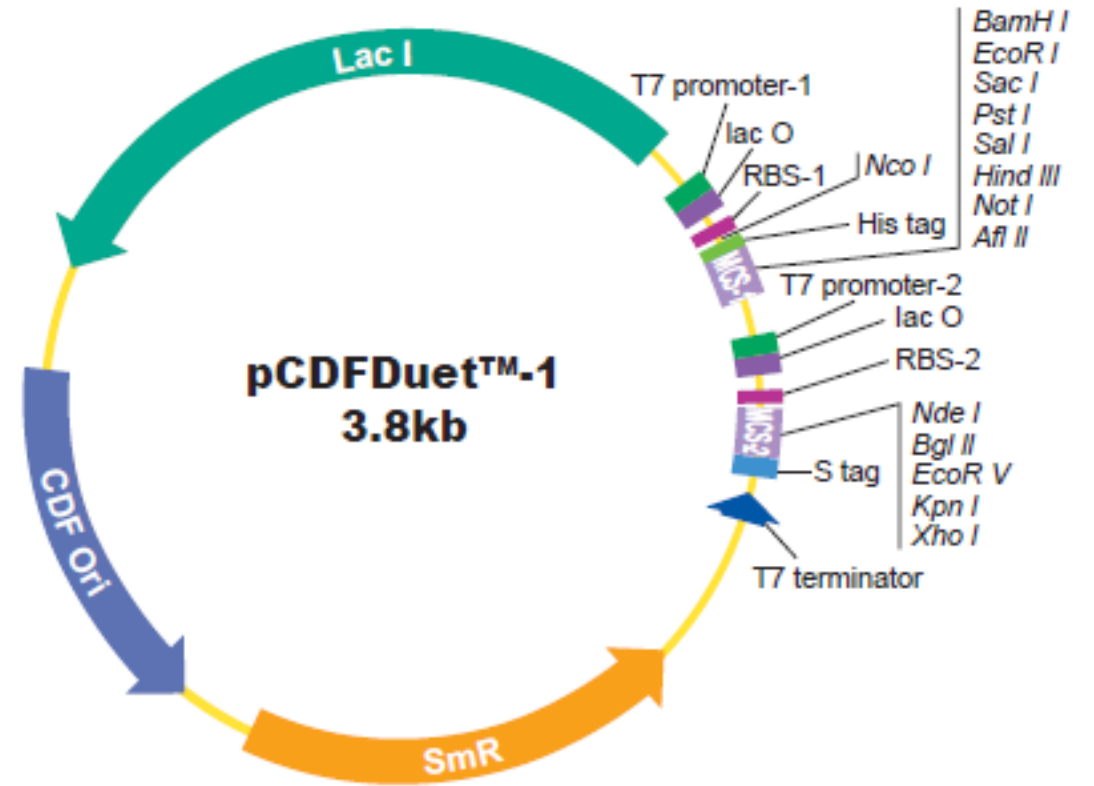 Lac I
T7 promoter-1
lac O
RBS-1
Nco I
His tag
BamH I
EcoR I
Sac I
Pst I
Sal I
Hind III
Not I
Afl II
MCS-1
T7 promoter-2
lac O
RBS-2
MCS2
Nde I
Bgl II
EcoR V
Kpn I
Xho I
S tag
T7 terminator
pCDFDuet™-1
3.8kb
CDF Ori
SmR